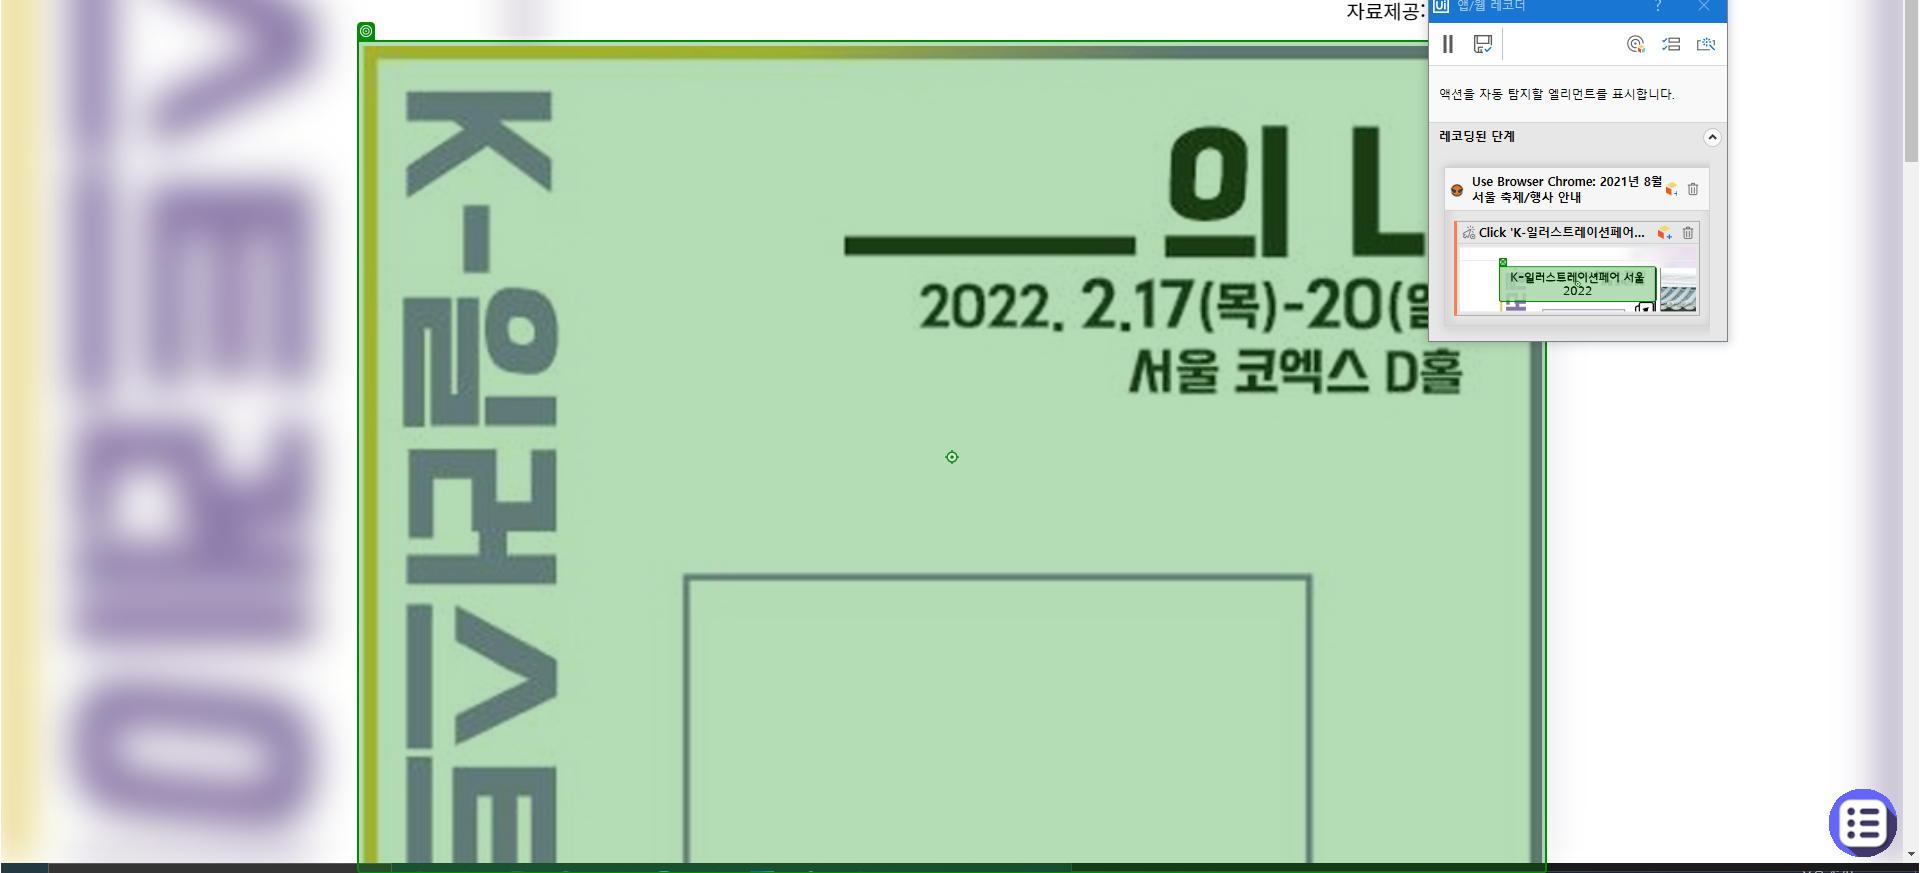 자료제공:
K-일러스
의
2022. 2.17(목)-20(일
서울 코엑스 D홀
Ui 앱/웹 레코더
?
액션을 자동 탐지할 엘리먼트를 표시합니다.
레코딩된 단계
Use Browser Chrome: 2021년 8월
서울 축제/행사 안내
Click 'K-일러스트레이션페어...
K-일러스트레이션페어 서울
2022